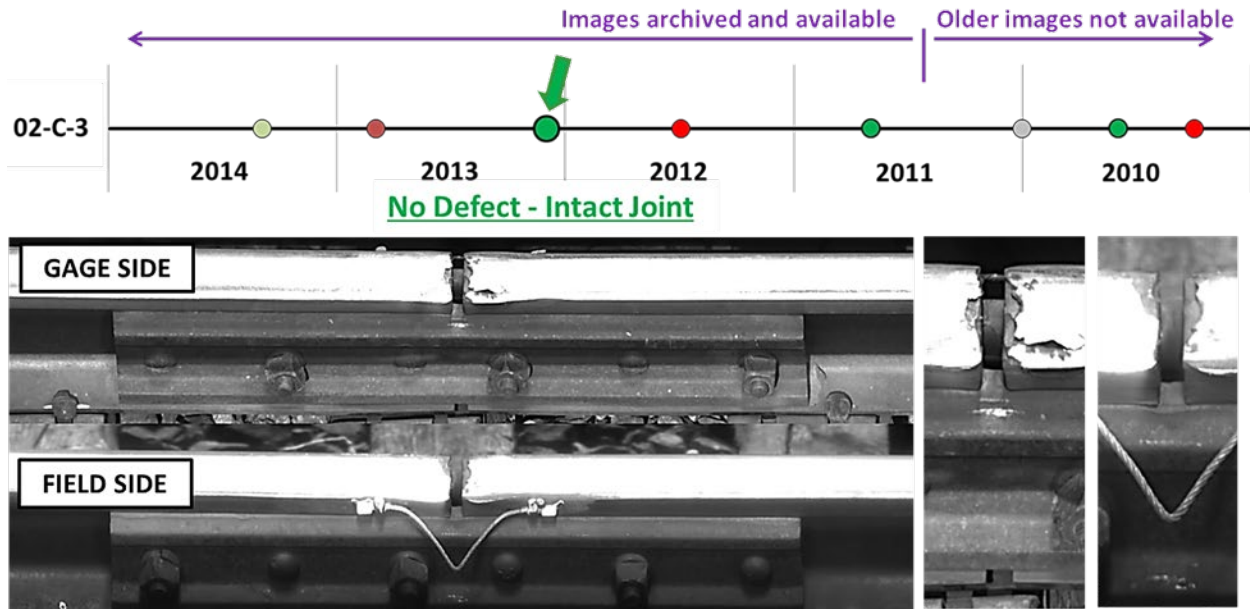 Images archived and available
Older images not available
02-C-3
2014
2013
2012
2011
2010
No Defect - Intact Joint
GAGE SIDE
FIELD SIDE